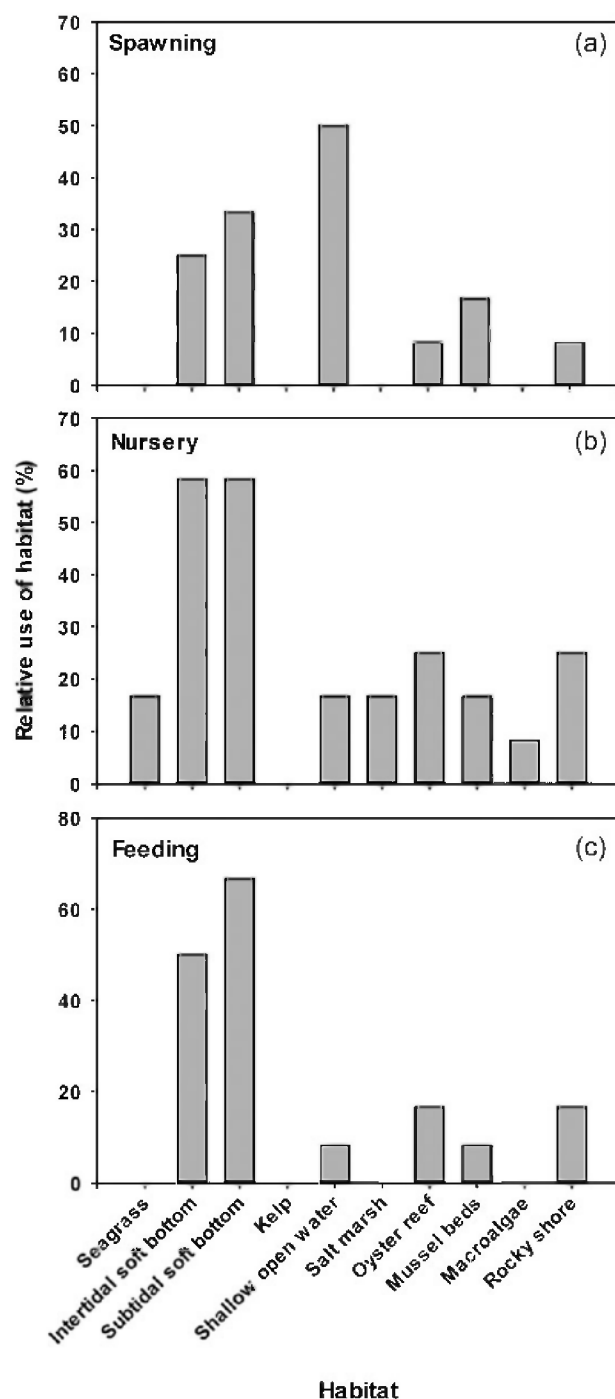 Spawning
(a)
70
60
50
40
30
20
10
0
Nursery
(b)
70
60
50
40
30
20
10
0
Relative use of habitat (%)
Feeding
(c)
80
60
40
20
0
Seagrass
Intertidal soft bottom
Subtidal soft bottom
Kelp
Shallow open water
Salt marsh
Oyster reef
Mussel beds
Macroalgae
Rocky shore
Habitat